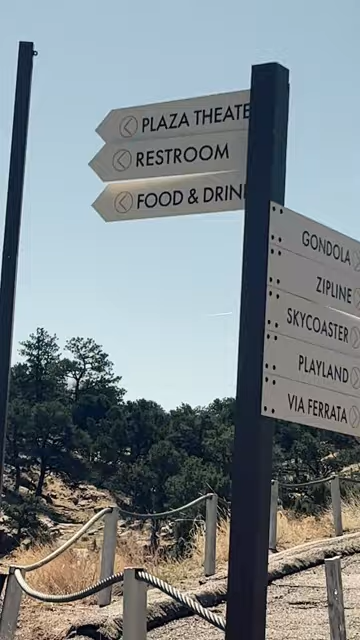 PLAZA THEATE
RESTROOM
FOOD & DRIN
GONDOLA
ZIPLINE
SKYCOASTER
PLAYLAND
VIA FERRATA